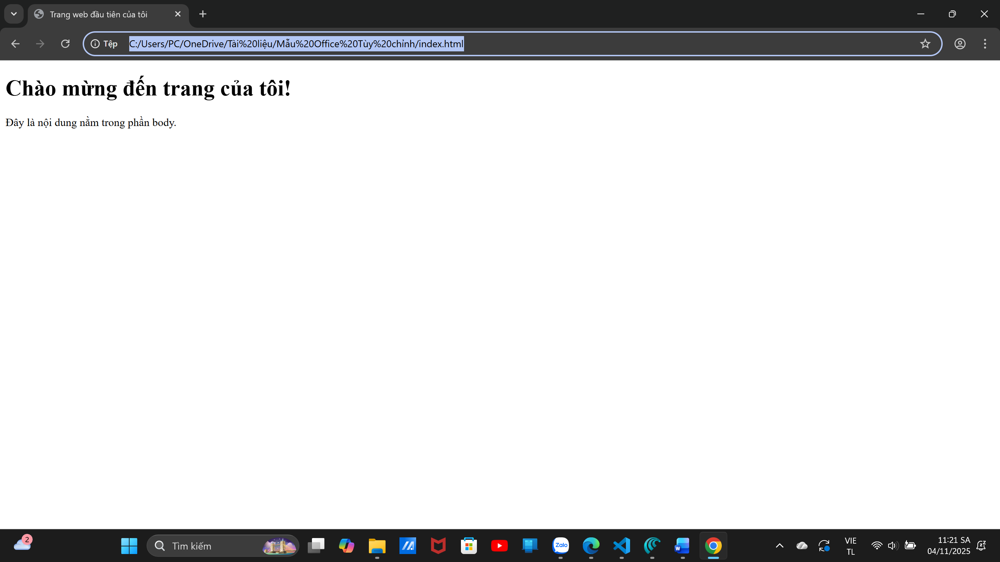 Trang web đầu tiên của tôi
Tệp C:/Users/PC/OneDrive/Tài%20liệu/Mẫu%20Office%20Tùy%20chỉnh/index.html
Chào mừng đến trang của tôi!
Đây là nội dung nằm trong phần body.
2
Tìm kiếm
Zalo
W
VIE
TL
11:21 SA
04/11/2025